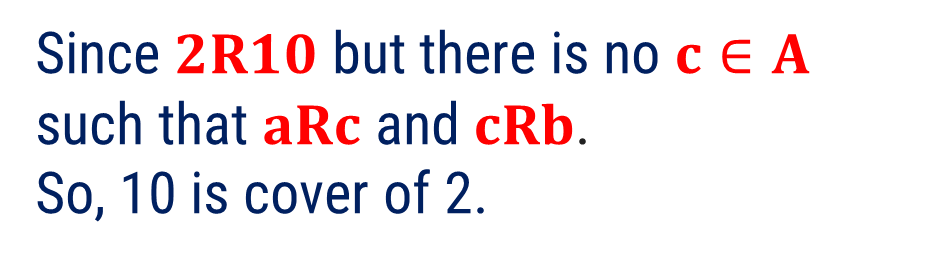 Since 2R10 but there is no c ∈ A
such that aRc and cRb.
So, 10 is cover of 2.